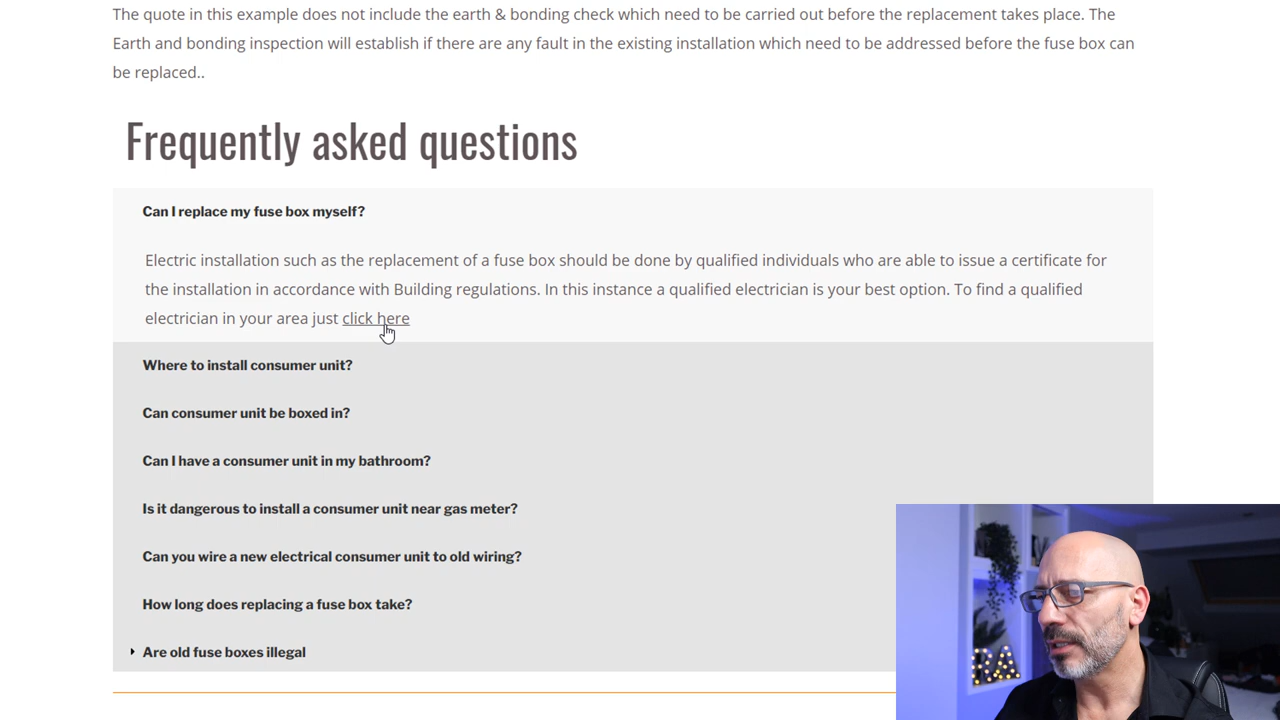 The quote in this example does not include the earth & bonding check which need to be carried out before the replacement takes place. The
Earth and bonding inspection will establish if there are any fault in the existing installation which need to be addressed before the fuse box can
be replaced..
Frequently asked questions
Can I replace my fuse box myself?
Electric installation such as the replacement of a fuse box should be done by qualified individuals who are able to issue a certificate for
the installation in accordance with Building regulations. In this instance a qualified electrician is your best option. To find a qualified
electrician in your area just click here
Where to install consumer unit?
Can consumer unit be boxed in?
Can I have a consumer unit in my bathroom?
Is it dangerous to install a consumer unit near gas meter?
Can you wire a new electrical consumer unit to old wiring?
How long does replacing a fuse box take?
Are old fuse boxes illegal
RA